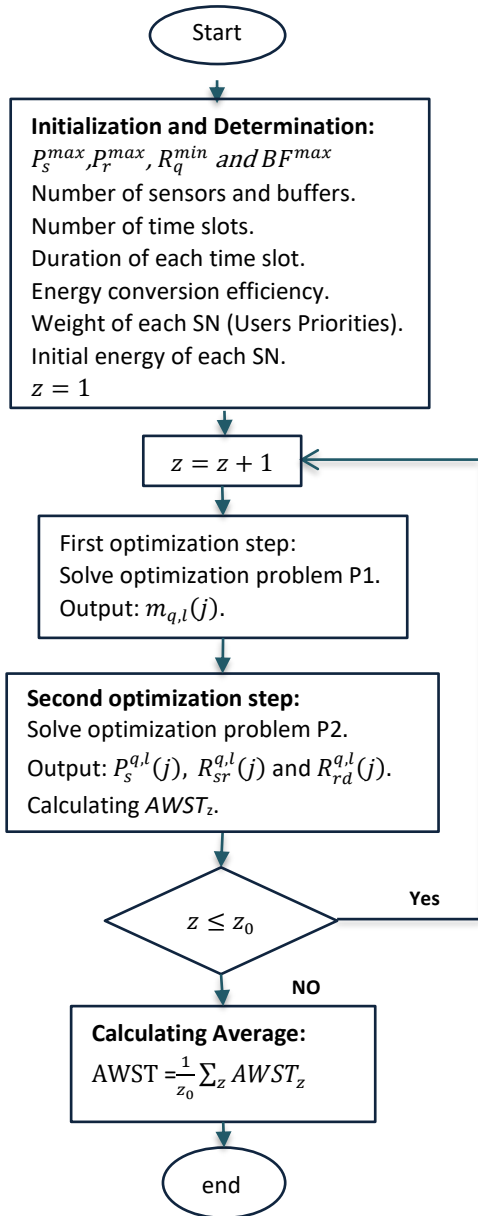 Start
Initialization and Determination:
P_s^{max},P_r^{max}, R_q^{min} and BF^{max}
Number of sensors and buffers.
Number of time slots.
Duration of each time slot.
Energy conversion efficiency.
Weight of each SN (Users Priorities).
Initial energy of each SN.
z = 1
z = z + 1
First optimization step:
Solve optimization problem P1.
Output: m_{q,l}(j).
Second optimization step:
Solve optimization problem P2.
Output: P_s^{q,l}(j), R_{sr}^{q,l}(j) and R_{rd}^{q,l}(j).
Calculating AWST_z.
z ≤ z_0
Yes
NO
Calculating Average:
AWST =\frac{1}{z_0} ∑_z AWST_z
end